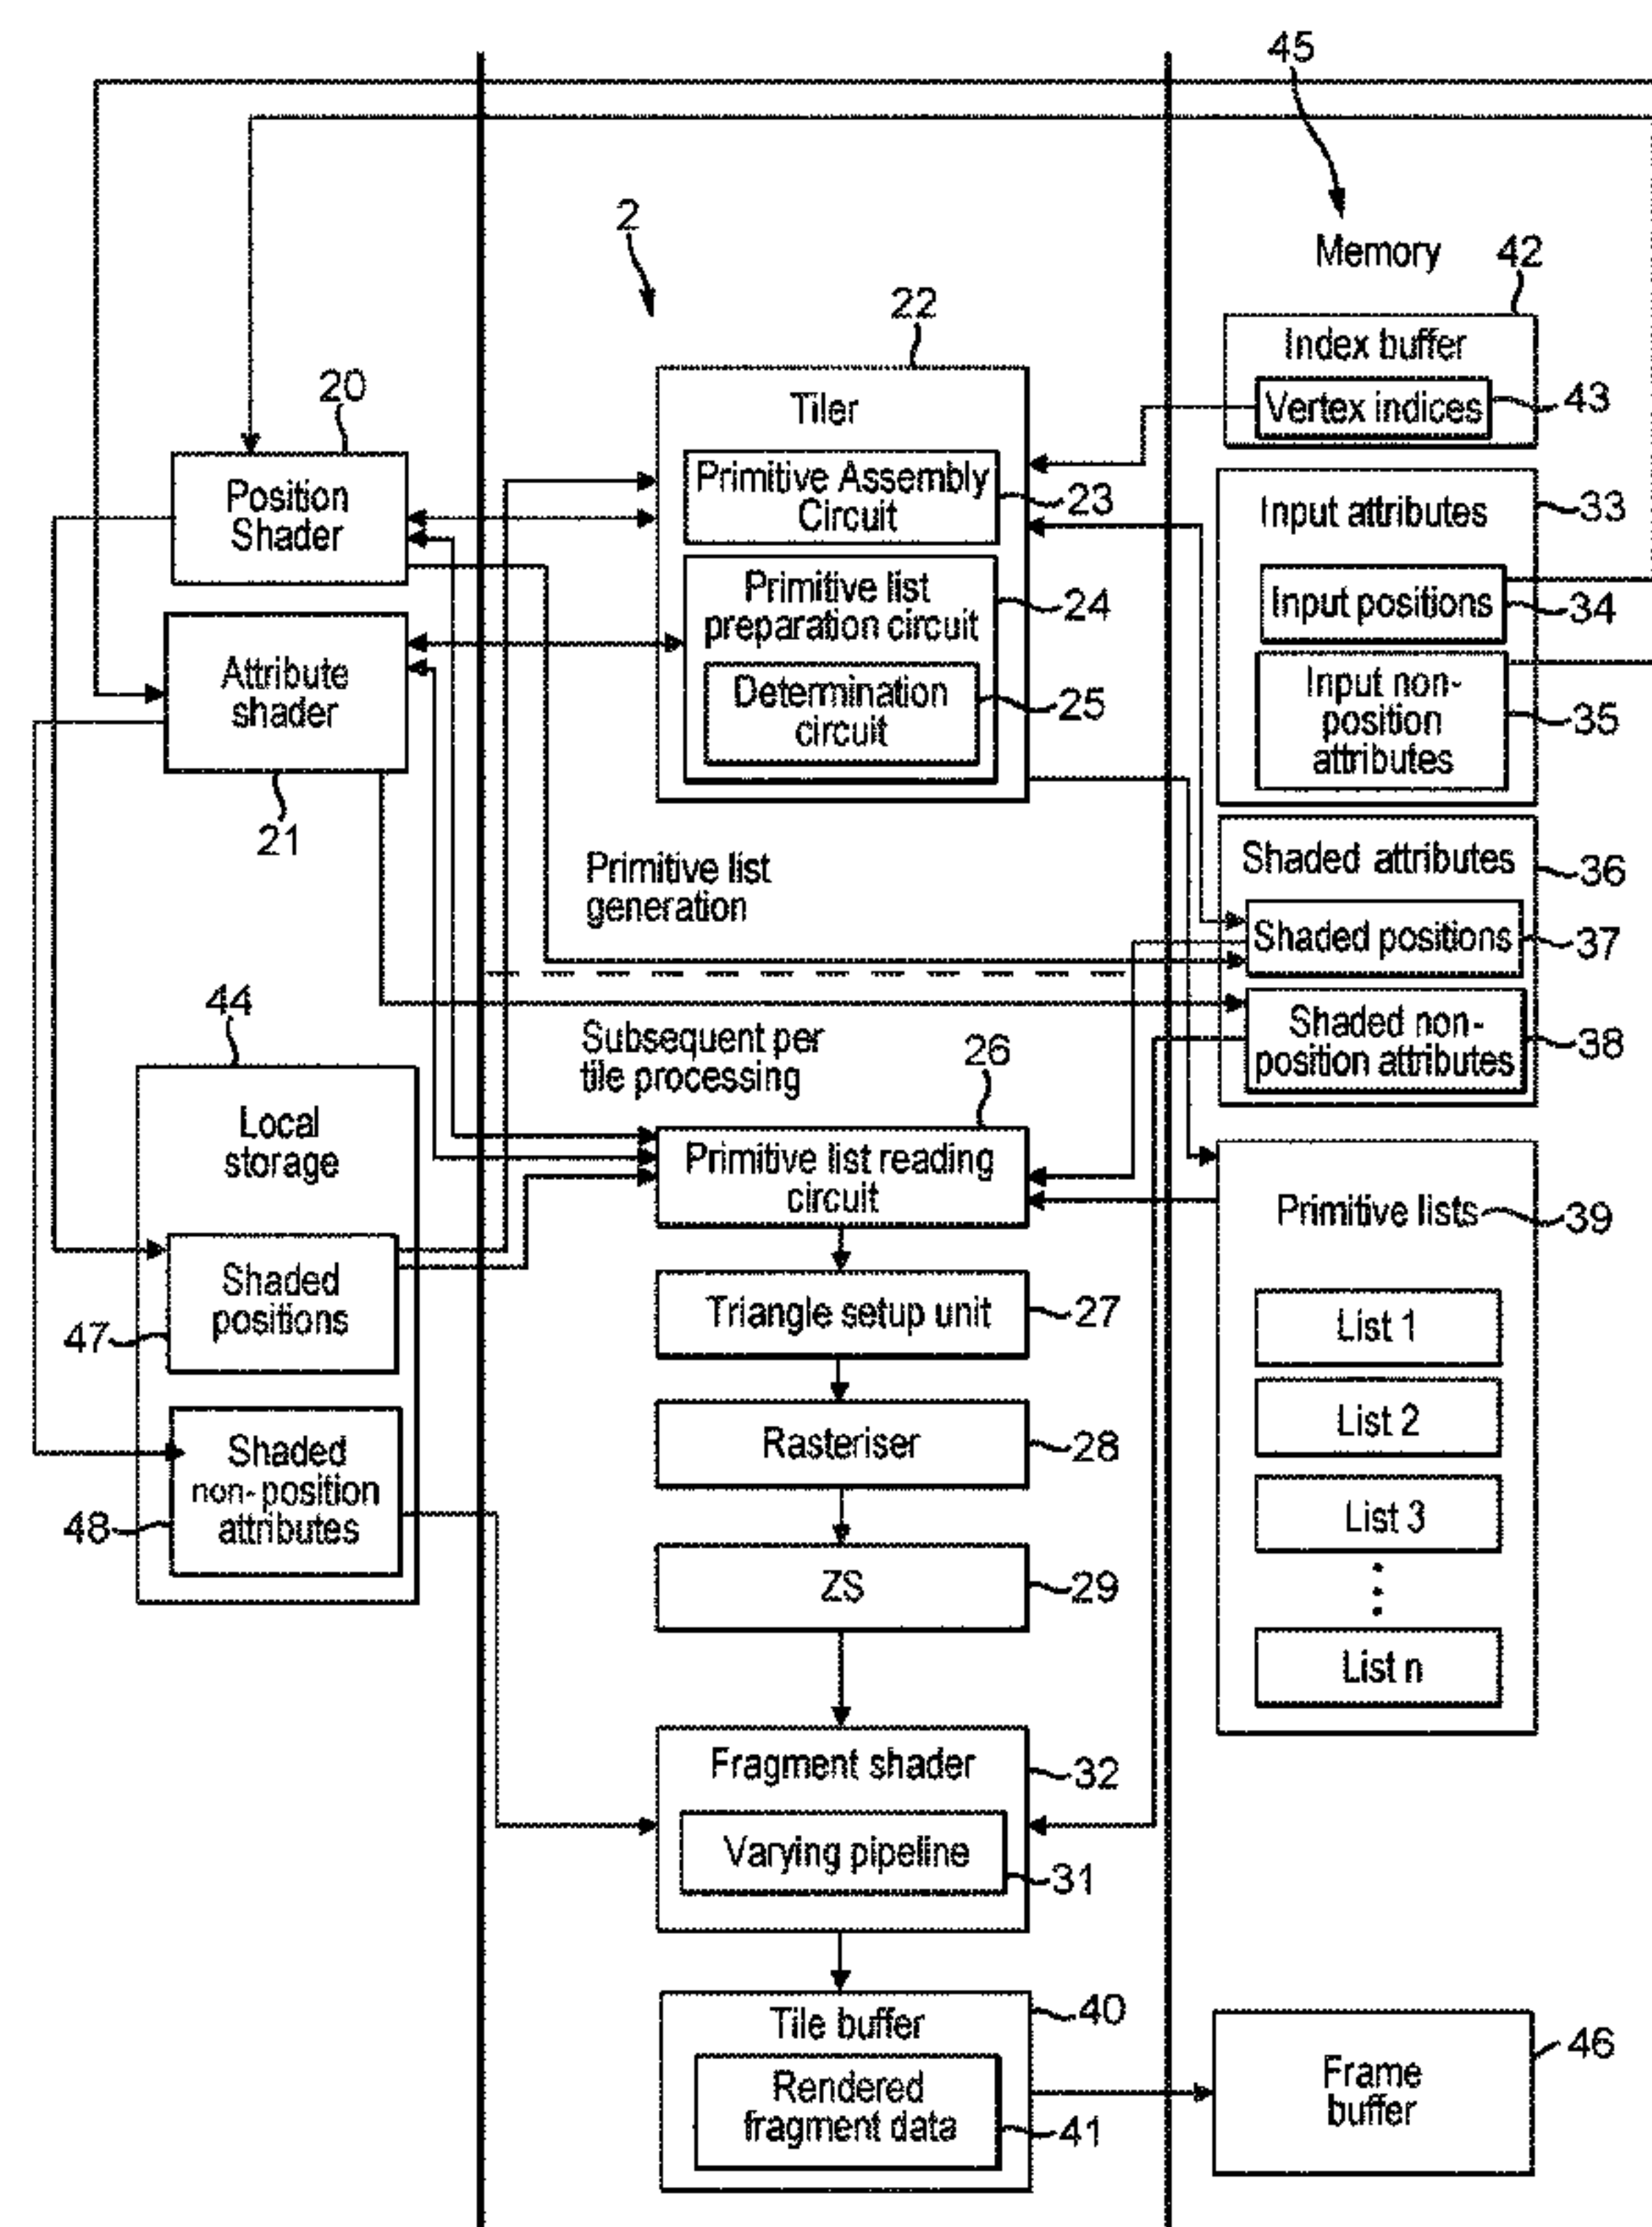 45
Memory
2
42
Index buffer
Vertex indices
43
22
Tiler
Primitive Assembly
Circuit
23
Primitive list
preparation circuit
24
Determination
circuit
25
20
Position
Shader
Attribute
shader
21
Input attributes
33
Input positions
34
Input non-
position
attributes
35
Shaded attributes
36
Shaded positions
37
Shaded non-
position attributes
38
Primitive list
generation
Subsequent per
tile processing
44
Local
storage
Shaded
positions
47
Shaded
non-position
attributes
48
26
Primitive list reading
circuit
Triangle setup unit
27
Rasteriser
28
ZS
29
Fragment shader
32
Varying pipeline
31
Tile buffer
40
Rendered
fragment data
41
Primitive lists
39
List 1
List 2
List 3
List n
Frame
buffer
46